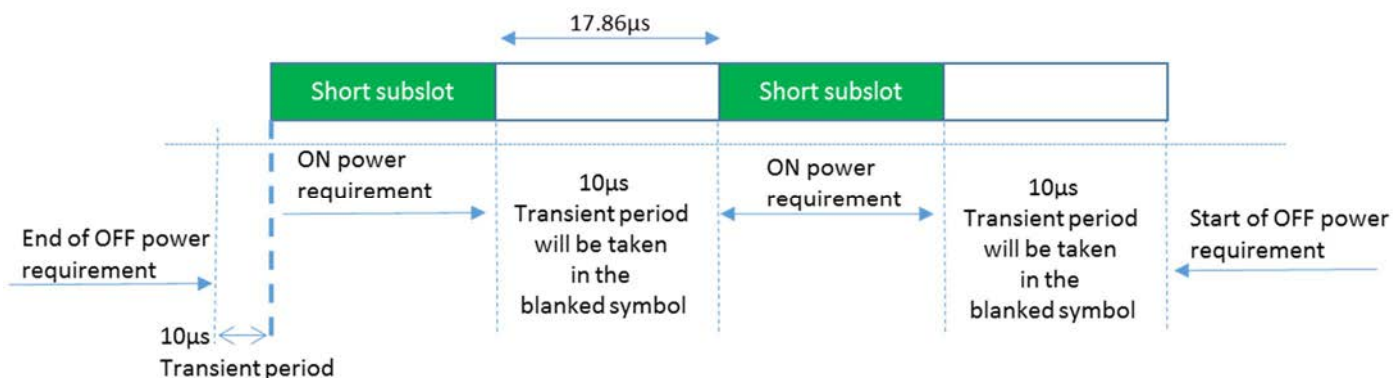 17.86µs
Short subslot
Short subslot
ON power
requirement
10µs
Transient period
will be taken
in the
blanked symbol
ON power
requirement
10µs
Transient period
will be taken
in the
blanked symbol
End of OFF power
requirement
Start of OFF power
requirement
10µs
Transient period